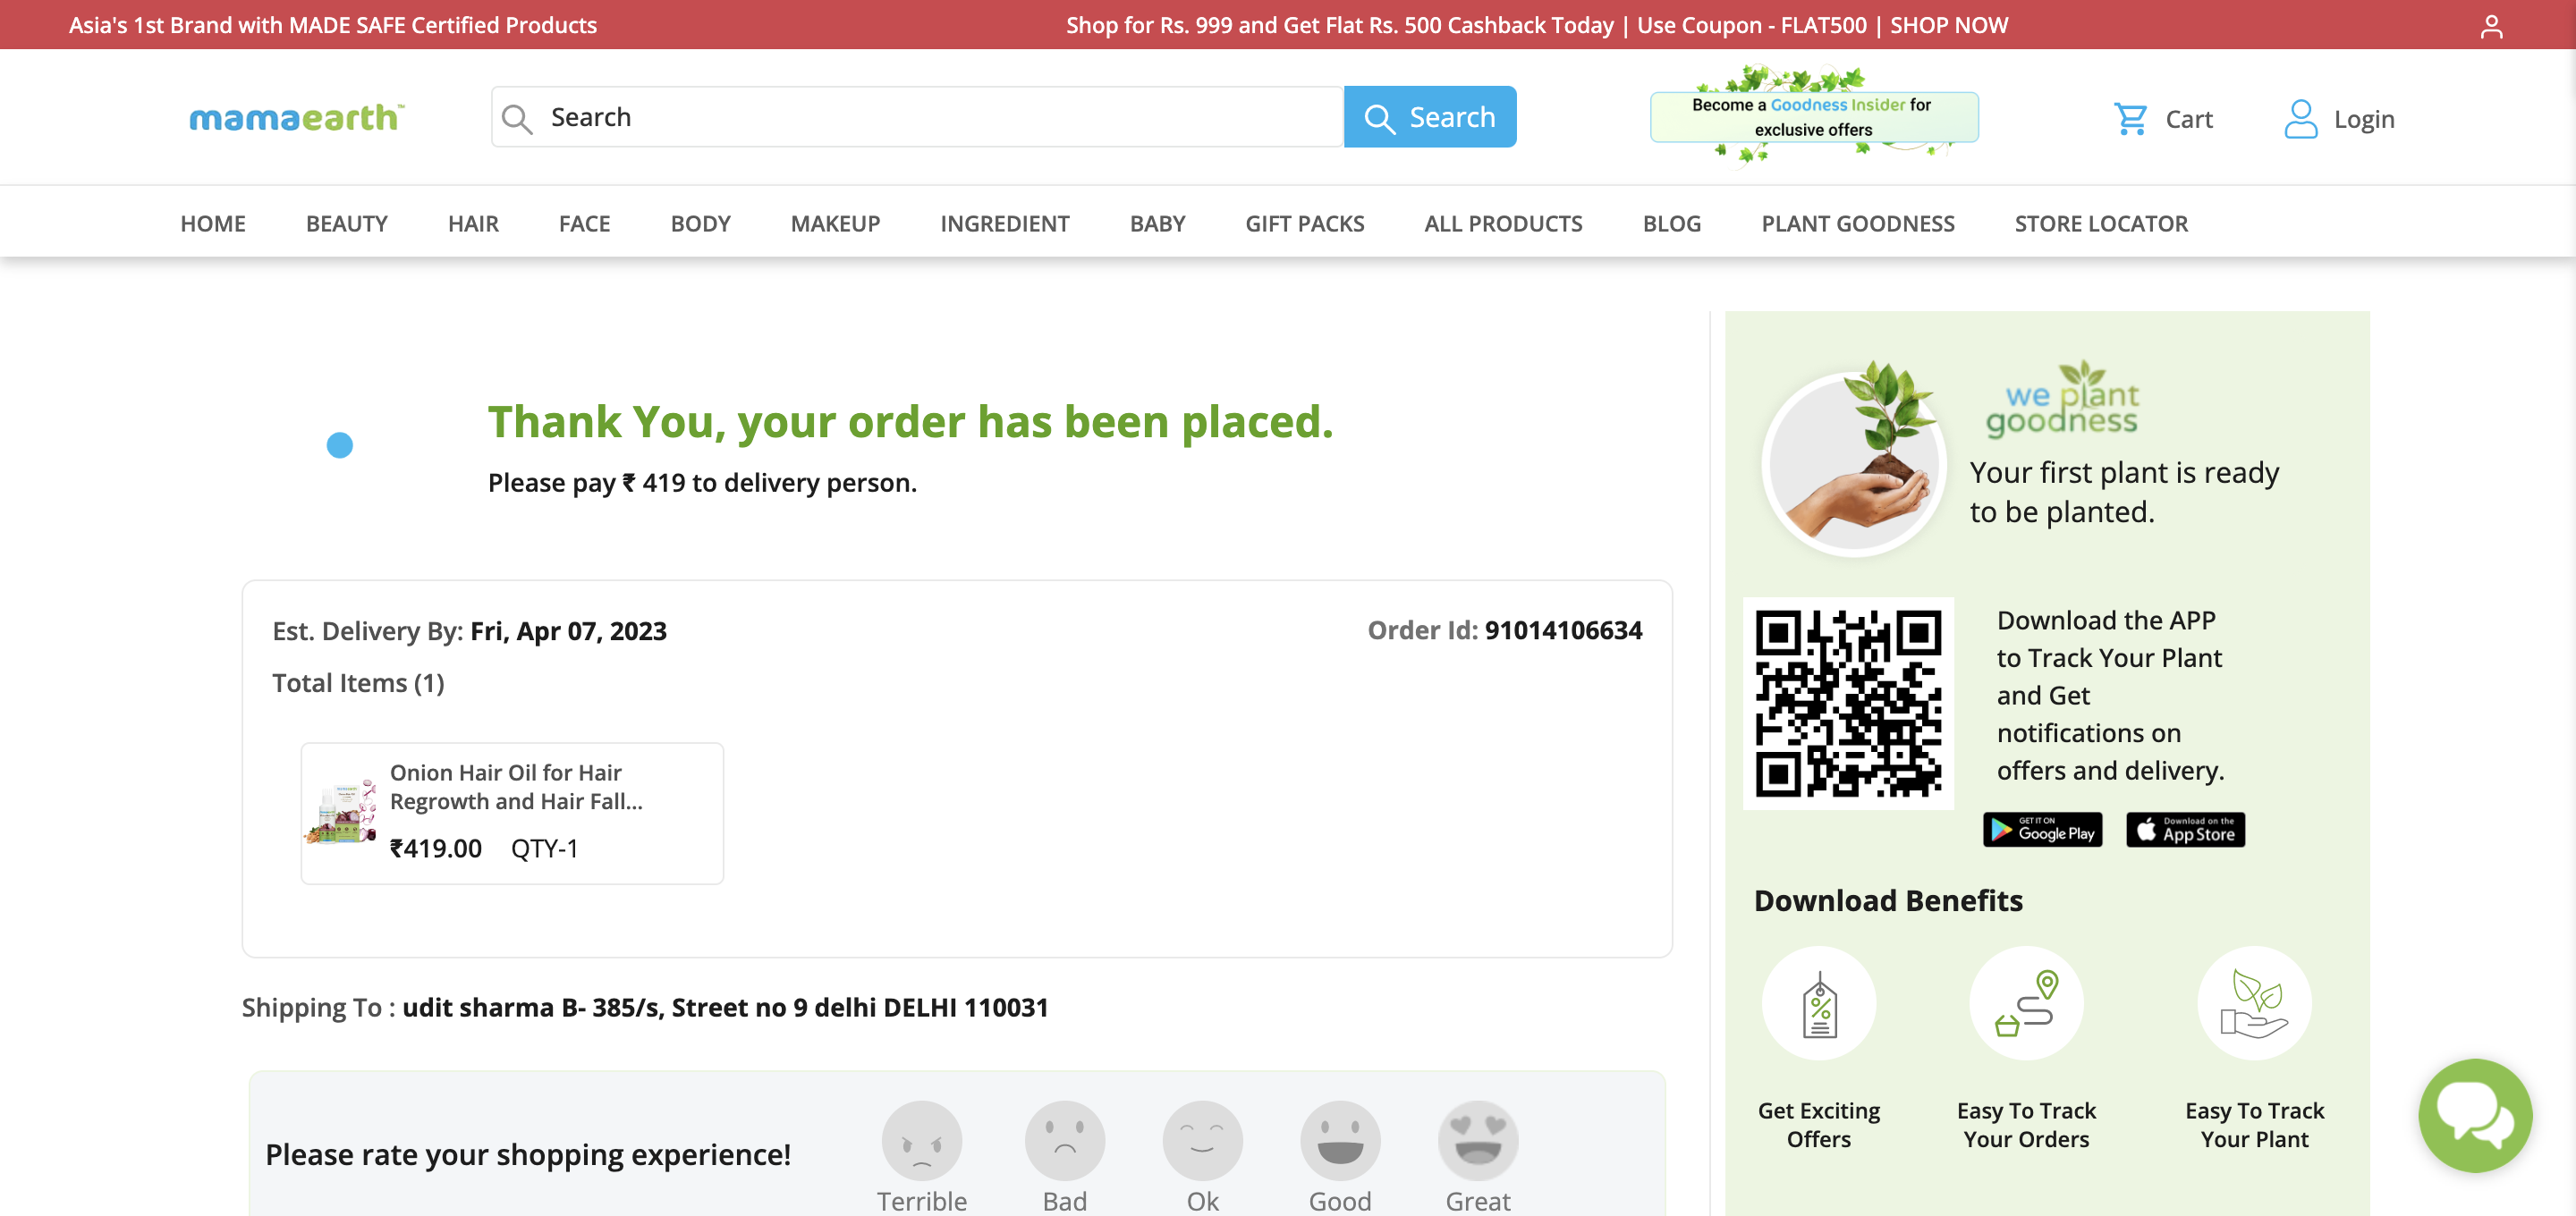 Asia's 1st Brand with MADE SAFE Certified Products
Shop for Rs. 999 and Get Flat Rs. 500 Cashback Today | Use Coupon - FLAT500 | SHOP NOW
mamaearth™
Search
Search
Become a Goodness Insider for
exclusive offers
Cart
Login
HOME BEAUTY HAIR FACE BODY MAKEUP INGREDIENT BABY GIFT PACKS ALL PRODUCTS BLOG PLANT GOODNESS STORE LOCATOR
Thank You, your order has been placed.
Please pay ₹ 419 to delivery person.
Est. Delivery By: Fri, Apr 07, 2023
Order Id: 91014106634
Total Items (1)
Onion Hair Oil for Hair
Regrowth and Hair Fall...
₹419.00 QTY-1
Shipping To : udit sharma B- 385/s, Street no 9 delhi DELHI 110031
Please rate your shopping experience!
Terrible Bad Ok Good Great
we plant
goodness
Your first plant is ready
to be planted.
Download the APP
to Track Your Plant
and Get
notifications on
offers and delivery.
GET IT ON
Google Play
Download on the
App Store
Download Benefits
Get Exciting
Offers
Easy To Track
Your Orders
Easy To Track
Your Plant